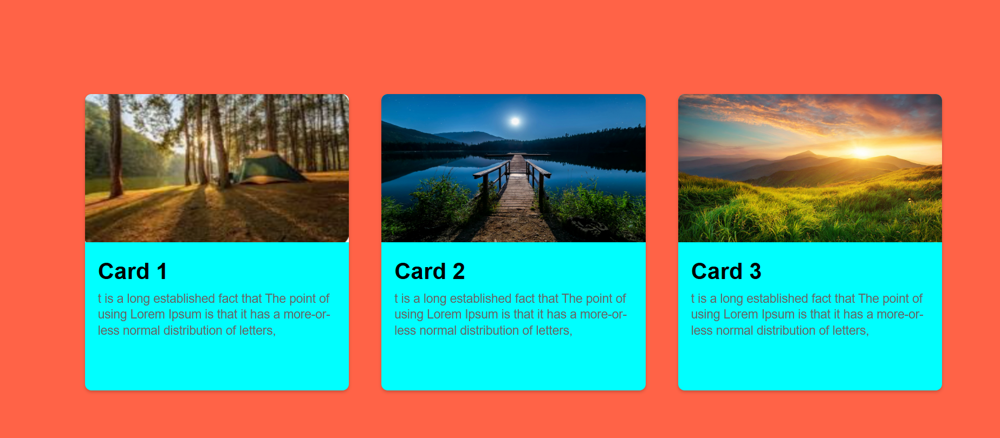 Card 1
t is a long established fact that The point of
using Lorem Ipsum is that it has a more-or-
less normal distribution of letters,
Card 2
t is a long established fact that The point of
using Lorem Ipsum is that it has a more-or-
less normal distribution of letters,
Card 3
t is a long established fact that The point of
using Lorem Ipsum is that it has a more-or-
less normal distribution of letters,